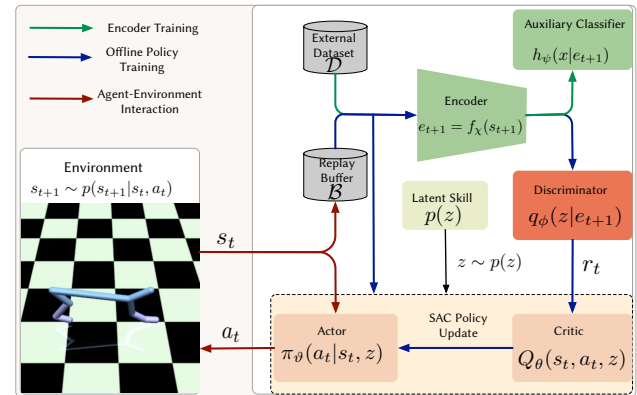 Encoder Training
Offline Policy
Training
Agent-Environment
Interaction
External
Dataset
𝒟
Encoder
e_{t+1} = f_χ(s_{t+1})
Auxiliary Classifier
h_ψ(x|e_{t+1})
Replay
Buffer
ℬ
Environment
s_{t+1} ∼ p(s_{t+1}|s_t, a_t)
Latent Skill
p(z)
Discriminator
q_ϕ(z|e_{t+1})
s_t
z ∼ p(z)
r_t
a_t
Actor
π_ϑ(a_t|s_t, z)
SAC Policy
Update
Critic
Q_θ(s_t, a_t, z)